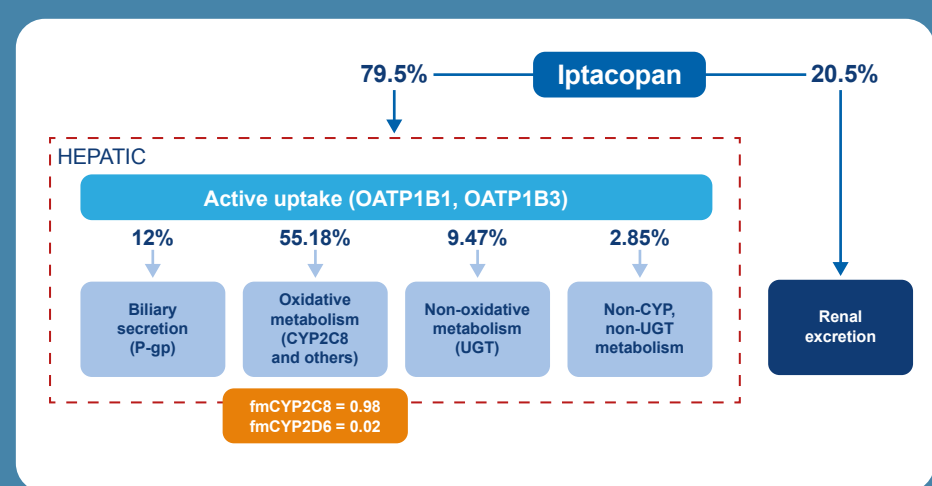 79.5%
Iptacopan
20.5%
HEPATIC
Active uptake (OATP1B1, OATP1B3)
12%
55.18%
9.47%
2.85%
Biliary
secretion
(P-gp)
Oxidative
metabolism
(CYP2C8
and others)
Non-oxidative
metabolism
(UGT)
Non-CYP,
non-UGT
metabolism
Renal
excretion
fmCYP2C8 = 0.98
fmCYP2D6 = 0.02